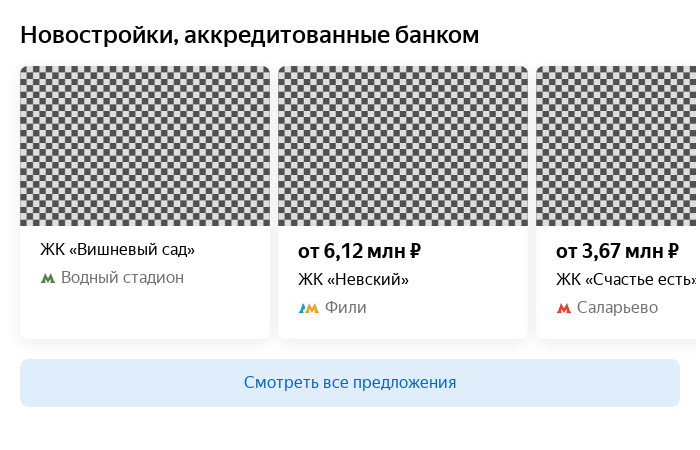 Новостройки, аккредитованные банком
ЖК «Вишневый сад»
Водный стадион
от 6,12 млн ₽
ЖК «Невский»
Фили
от 3,67 млн ₽
ЖК «Счастье есть»
Саларьево
Смотреть все предложения